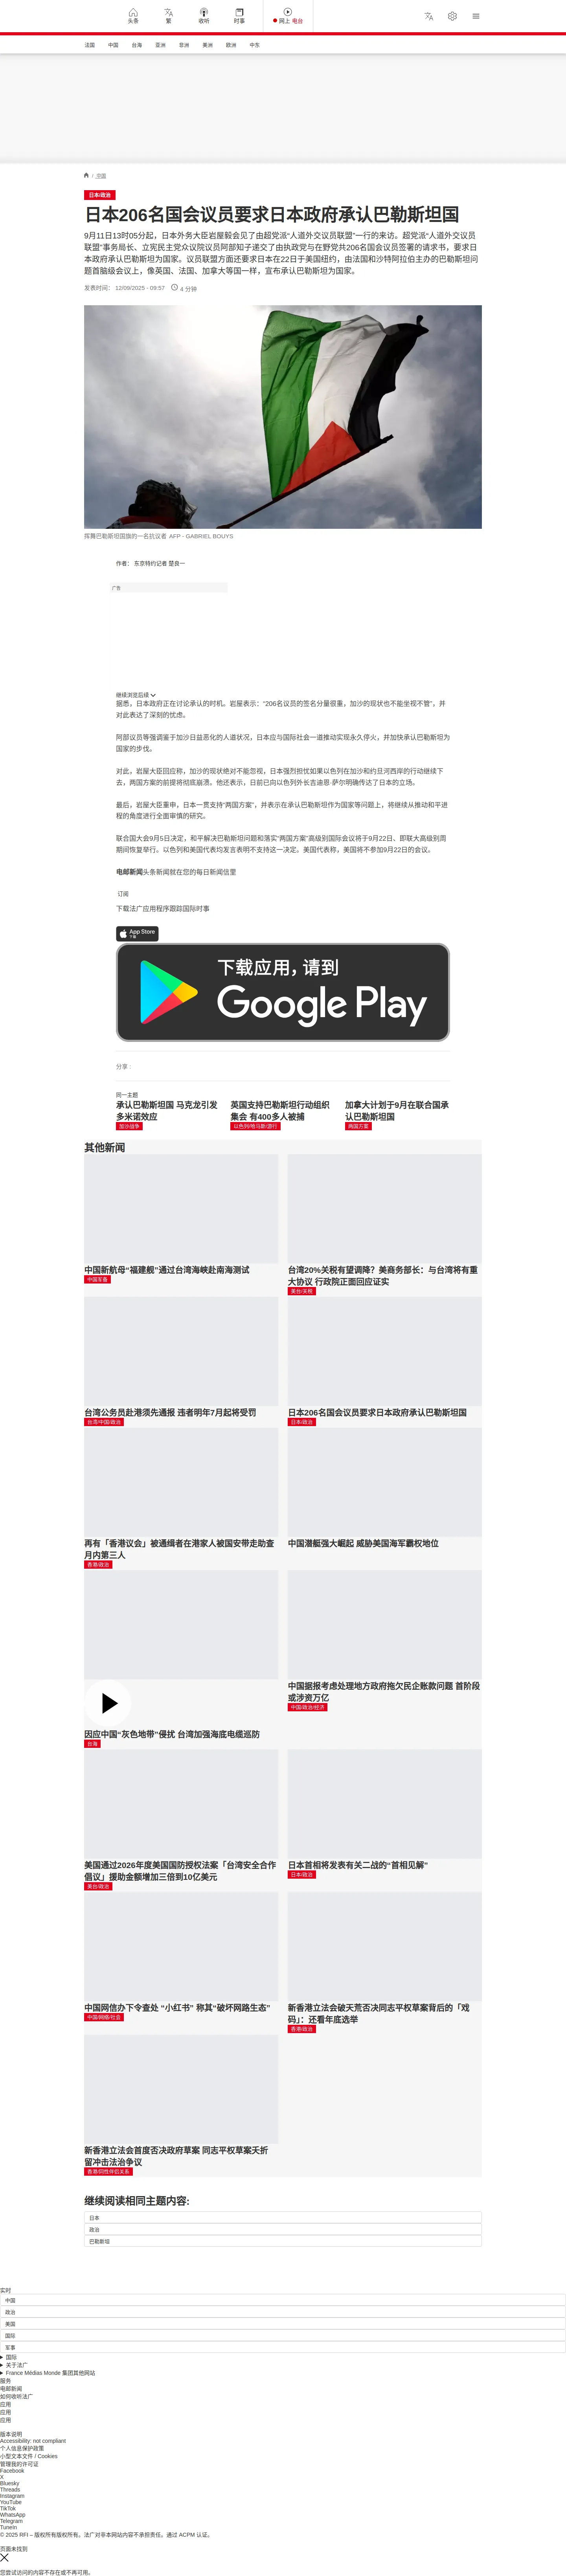 头条
繁
收听
时事
网上 电台
法国
中国
台海
亚洲
非洲
美洲
欧洲
中东
/ 中国
日本/政治
日本206名国会议员要求日本政府承认巴勒斯坦国
9月11日13时05分起，日本外务大臣岩屋毅会见了由超党派“人道外交议员联盟”一行的来访。超党派“人道外交议员
联盟”事务局长、立宪民主党众议院议员阿部知子递交了由执政党与在野党共206名国会议员签署的请求书，要求日
本政府承认巴勒斯坦为国家。议员联盟方面还要求日本在22日于美国纽约，由法国和沙特阿拉伯主办的巴勒斯坦问
题首脑级会议上，像英国、法国、加拿大等国一样，宣布承认巴勒斯坦为国家。
发表时间： 12/09/2025 - 09:57
4 分钟
挥舞巴勒斯坦国旗的一名抗议者 AFP - GABRIEL BOUYS
作者： 东京特约记者 楚良一
广告
继续浏览后续
据悉，日本政府正在讨论承认的时机。岩屋表示：“206名议员的签名分量很重，加沙的现状也不能坐视不管”，并
对此表达了深刻的忧虑。
阿部议员等强调鉴于加沙日益恶化的人道状况，日本应与国际社会一道推动实现永久停火，并加快承认巴勒斯坦为
国家的步伐。
对此，岩屋大臣回应称，加沙的现状绝对不能忽视，日本强烈担忧如果以色列在加沙和约旦河西岸的行动继续下
去，两国方案的前提将彻底崩溃。他还表示，日前已向以色列外长吉迪恩·萨尔明确传达了日本的立场。
最后，岩屋大臣重申，日本一贯支持“两国方案”，并表示在承认巴勒斯坦作为国家等问题上，将继续从推动和平进
程的角度进行全面审慎的研究。
联合国大会9月5日决定，和平解决巴勒斯坦问题和落实“两国方案”高级别国际会议将于9月22日、即联大高级别周
期间恢复举行、以色列和美国代表均发言表明不支持这一决定。美国代表称，美国将不参加9月22日的会议。
电邮新闻头条新闻就在您的每日新闻信里
订阅
下载法广应用程序跟踪国际时事
App Store
下载
下载应用，请到
Google Play
分享 :
同一主题
承认巴勒斯坦国 马克龙引发
多米诺效应
加沙战争
英国支持巴勒斯坦行动组织
集会 有400多人被捕
以色列/哈马斯/游行
加拿大计划于9月在联合国承
认巴勒斯坦国
两国方案
其他新闻
中国新航母“福建舰”通过台湾海峡赴南海测试
中国军备
台湾20%关税有望调降？美商务部长：与台湾将有重
大协议 行政院正面回应证实
美台/关税
台湾公务员赴港须先通报 违者明年7月起将受罚
台湾/中国/政治
日本206名国会议员要求日本政府承认巴勒斯坦国
日本/政治
再有「香港议会」被通缉者在港家人被国安带走助查
月内第三人
香港/政治
中国潜艇强大崛起 威胁美国海军霸权地位
因应中国“灰色地带”侵扰 台湾加强海底电缆巡防
台海
中国据报考虑处理地方政府拖欠民企账款问题 首阶段
或涉资万亿
中国/政治/经济
美国通过2026年度美国国防授权法案「台湾安全合作
倡议」援助金额增加三倍到10亿美元
美台/政治
日本首相将发表有关二战的“首相见解”
日本/政治
中国网信办下令查处 “小红书” 称其“破坏网路生态”
中国/网络/社会
新香港立法会破天荒否决同志平权草案背后的「戏
码」：还看年底选举
香港/政治
新香港立法会首度否决政府草案 同志平权草案夭折
留冲击法治争议
香港/同性伴侣关系
继续阅读相同主题内容:
日本
政治
巴勒斯坦
实时
中国
政治
美国
国际
军事
国际
关于法广
France Médias Monde 集团其他网站
服务
电邮新闻
如何收听法广
应用
应用
应用
版本说明
Accessibility: not compliant
个人信息保护政策
小型文本文件 / Cookies
管理我的许可证
Facebook
X
Bluesky
Threads
Instagram
YouTube
TikTok
WhatsApp
Telegram
TuneIn
© 2025 RFI – 版权所有版权所有。法广对非本网站内容不承担责任。通过 ACPM 认证。
页面未找到
您尝试访问的内容不存在或不再可用。